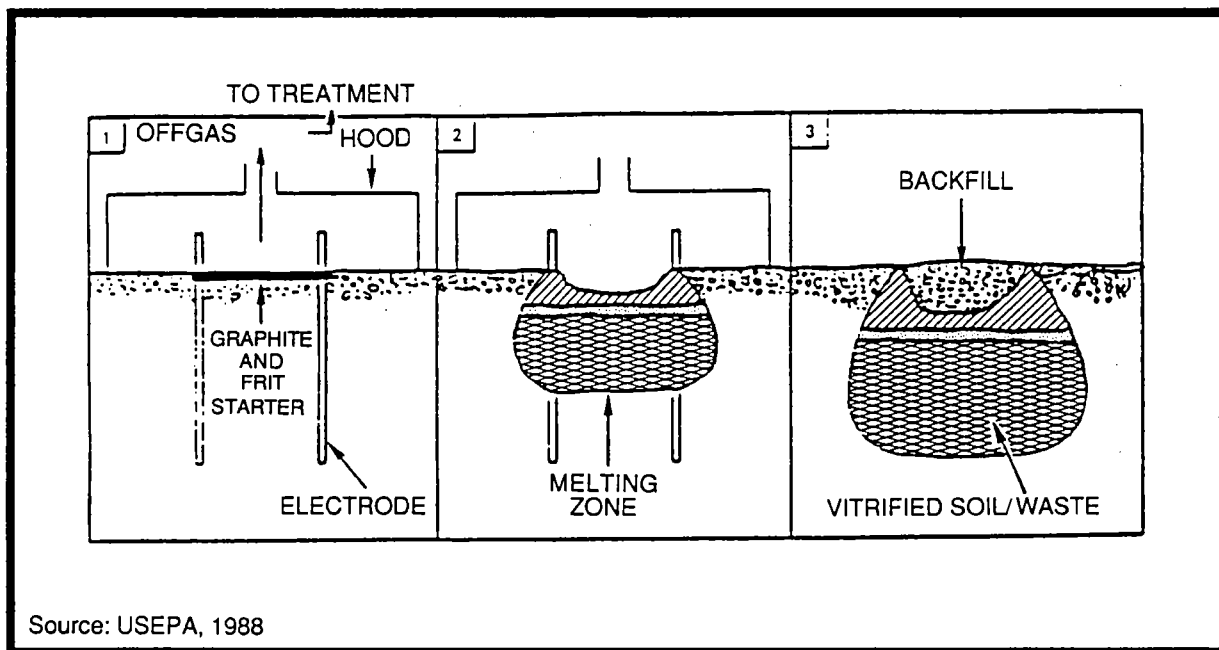 TO TREATMENT
1
OFFGAS
HOOD
GRAPHITE
AND
FRIT
STARTER
ELECTRODE
2
MELTING
ZONE
3
BACKFILL
VITRIFIED SOIL/WASTE
Source: USEPA, 1988